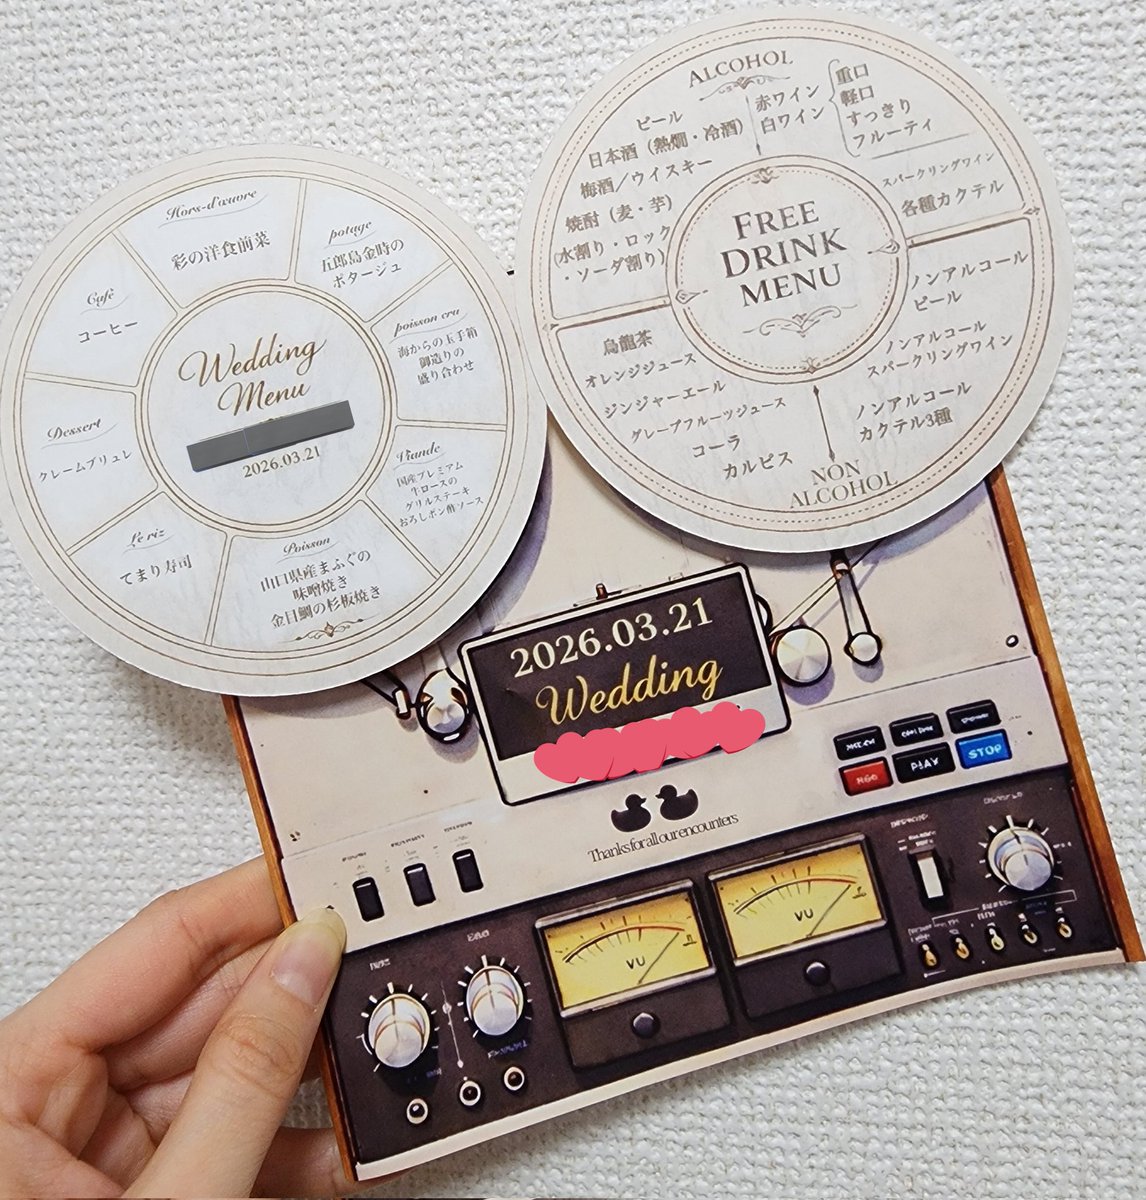 Wedding
Menu
2026.03.21
Hors-d'œuvre
彩の洋食前菜
potage
五郎島金時の
ポタージュ
poisson cru
海からの玉手箱
御造りの
盛り合わせ
Viande
国産プレミアム
牛ロースの
グリルステーキ
おろしポン酢ソース
Poisson
山口県産まふぐの
味噌焼き
金目鯛の杉板焼き
Le riz
てまり寿司
Dessert
クレームブリュレ
Café
コーヒー
FREE
DRINK
MENU
ALCOHOL
ビール
日本酒（熱燗・冷酒）
梅酒／ウイスキー
焼酎（麦・芋）
（水割り・ロック
・ソーダ割り）
赤ワイン
白ワイン
重口
軽口
すっきり
フルーティ
スパークリングワイン
各種カクテル
烏龍茶
オレンジジュース
ジンジャーエール
グレープフルーツジュース
コーラ
カルピス
ノンアルコール
ビール
ノンアルコール
スパークリングワイン
ノンアルコール
カクテル3種
NON
ALCOHOL
2026.03.21
Wedding
Thanks for all our encounters
PLAY
STOP
VU
VU